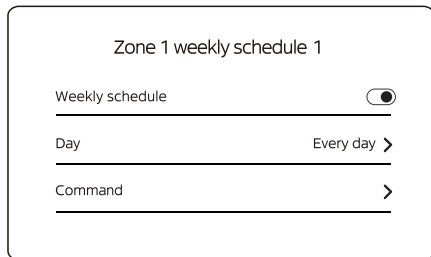 Zone 1 weekly schedule 1
Weekly schedule
Day Every day
Command